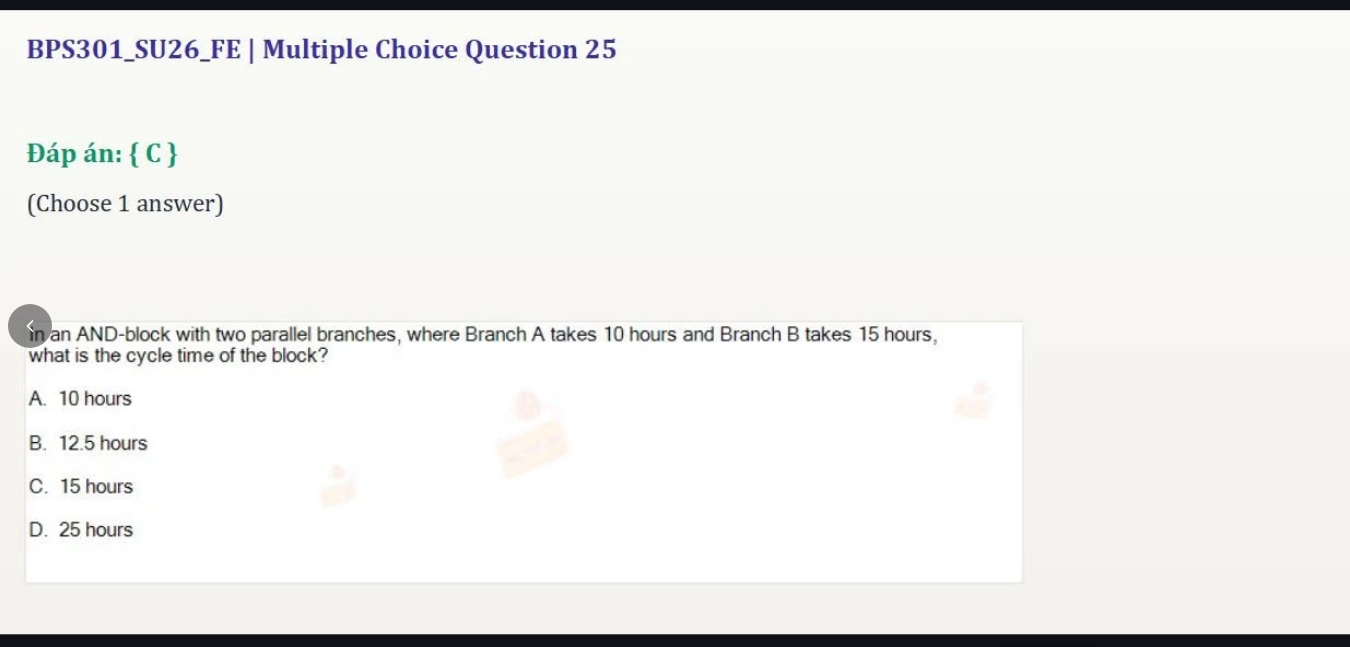 BPS301_SU26_FE | Multiple Choice Question 25
Đáp án: { C }
(Choose 1 answer)
In an AND-block with two parallel branches, where Branch A takes 10 hours and Branch B takes 15 hours,
what is the cycle time of the block?
A. 10 hours
B. 12.5 hours
C. 15 hours
D. 25 hours